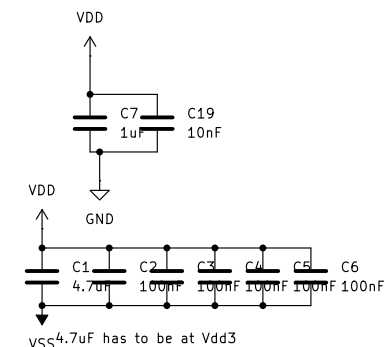 VDD
C7 C19
1uF 10nF
GND
VDD
C1 C2 C3 C4 C5 C6
4.7uF 100nF 100nF 100nF 100nF 100nF
VSS 4.7uF has to be at Vdd3